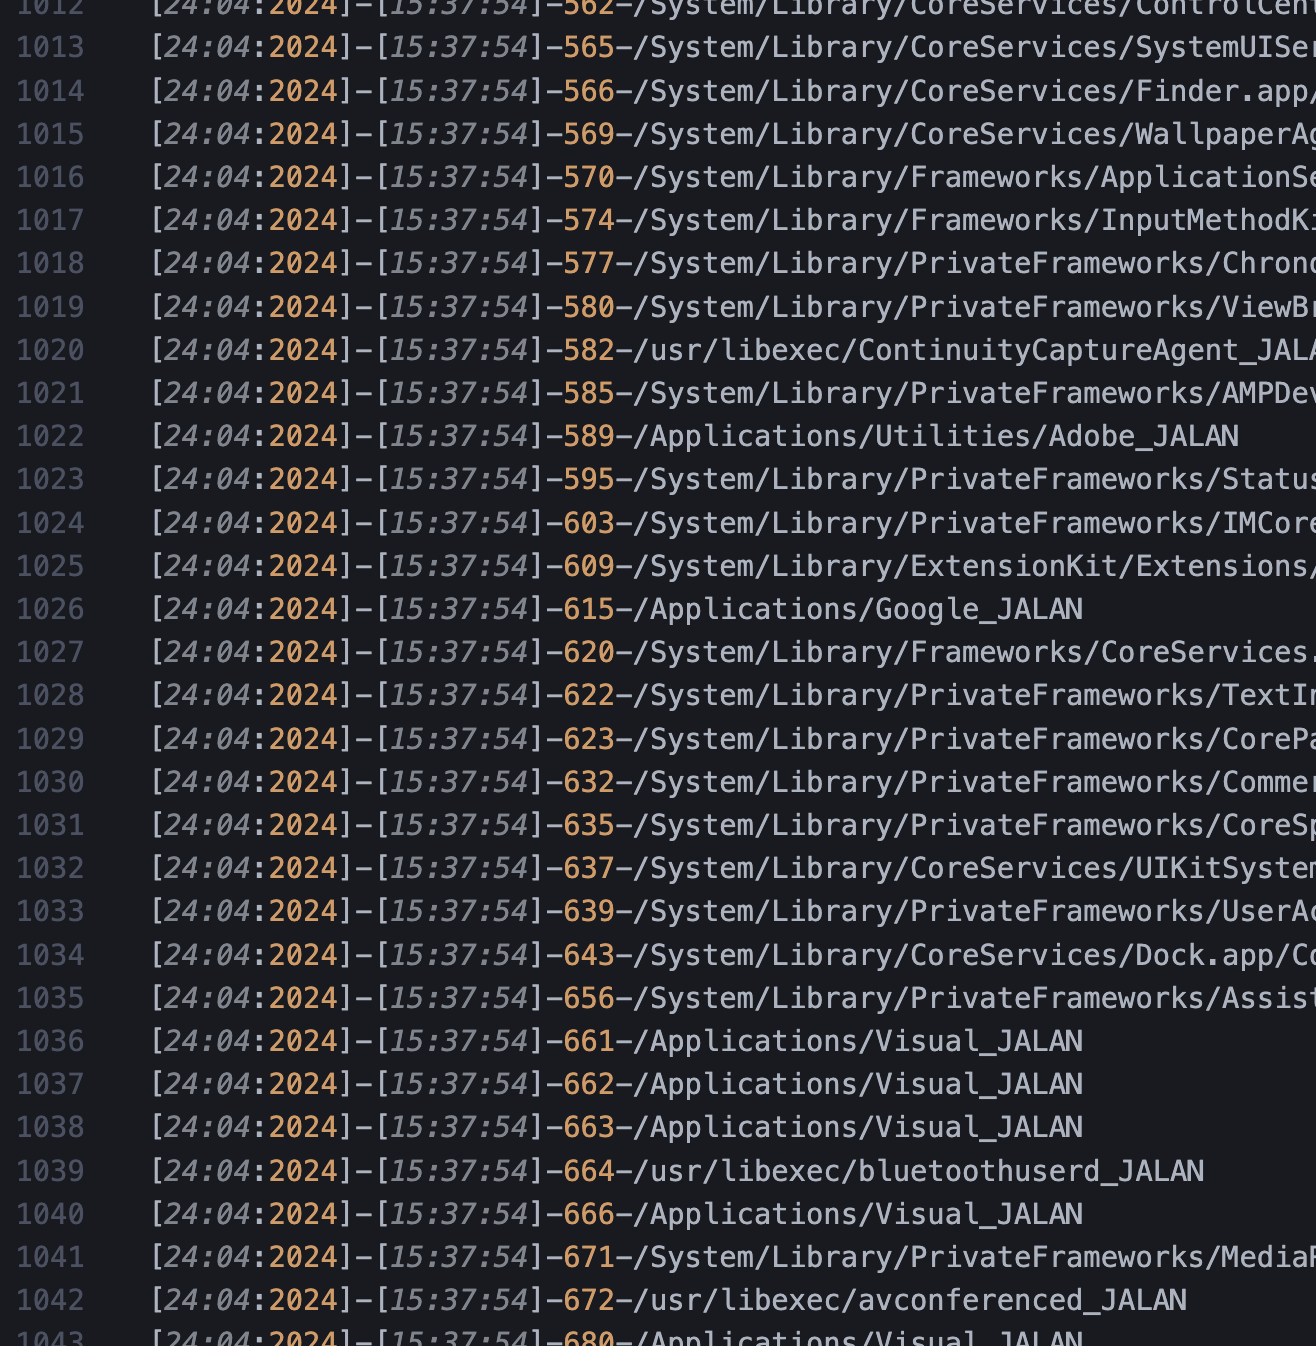 1012 [24:04:2024]-[15:37:54]-562-/System/Library/CoreServices/ControlCent
1013 [24:04:2024]-[15:37:54]-565-/System/Library/CoreServices/SystemUISe
1014 [24:04:2024]-[15:37:54]-566-/System/Library/CoreServices/Finder.app/
1015 [24:04:2024]-[15:37:54]-569-/System/Library/CoreServices/WallpaperAg
1016 [24:04:2024]-[15:37:54]-570-/System/Library/Frameworks/ApplicationSe
1017 [24:04:2024]-[15:37:54]-574-/System/Library/Frameworks/InputMethodKi
1018 [24:04:2024]-[15:37:54]-577-/System/Library/PrivateFrameworks/Chrono
1019 [24:04:2024]-[15:37:54]-580-/System/Library/PrivateFrameworks/ViewBr
1020 [24:04:2024]-[15:37:54]-582-/usr/libexec/ContinuityCaptureAgent_JALA
1021 [24:04:2024]-[15:37:54]-585-/System/Library/PrivateFrameworks/AMPDev
1022 [24:04:2024]-[15:37:54]-589-/Applications/Utilities/Adobe_JALAN
1023 [24:04:2024]-[15:37:54]-595-/System/Library/PrivateFrameworks/Status
1024 [24:04:2024]-[15:37:54]-603-/System/Library/PrivateFrameworks/IMCore
1025 [24:04:2024]-[15:37:54]-609-/System/Library/ExtensionKit/Extensions/
1026 [24:04:2024]-[15:37:54]-615-/Applications/Google_JALAN
1027 [24:04:2024]-[15:37:54]-620-/System/Library/Frameworks/CoreServices.
1028 [24:04:2024]-[15:37:54]-622-/System/Library/PrivateFrameworks/TextIn
1029 [24:04:2024]-[15:37:54]-623-/System/Library/PrivateFrameworks/CorePa
1030 [24:04:2024]-[15:37:54]-632-/System/Library/PrivateFrameworks/Commer
1031 [24:04:2024]-[15:37:54]-635-/System/Library/PrivateFrameworks/CoreSp
1032 [24:04:2024]-[15:37:54]-637-/System/Library/CoreServices/UIKitSystem
1033 [24:04:2024]-[15:37:54]-639-/System/Library/PrivateFrameworks/UserAc
1034 [24:04:2024]-[15:37:54]-643-/System/Library/CoreServices/Dock.app/Co
1035 [24:04:2024]-[15:37:54]-656-/System/Library/PrivateFrameworks/Assist
1036 [24:04:2024]-[15:37:54]-661-/Applications/Visual_JALAN
1037 [24:04:2024]-[15:37:54]-662-/Applications/Visual_JALAN
1038 [24:04:2024]-[15:37:54]-663-/Applications/Visual_JALAN
1039 [24:04:2024]-[15:37:54]-664-/usr/libexec/bluetoothuserd_JALAN
1040 [24:04:2024]-[15:37:54]-666-/Applications/Visual_JALAN
1041 [24:04:2024]-[15:37:54]-671-/System/Library/PrivateFrameworks/MediaR
1042 [24:04:2024]-[15:37:54]-672-/usr/libexec/avconferenced_JALAN
1043 [24:04:2024]-[15:37:54]-680-/Applications/Visual_JALAN